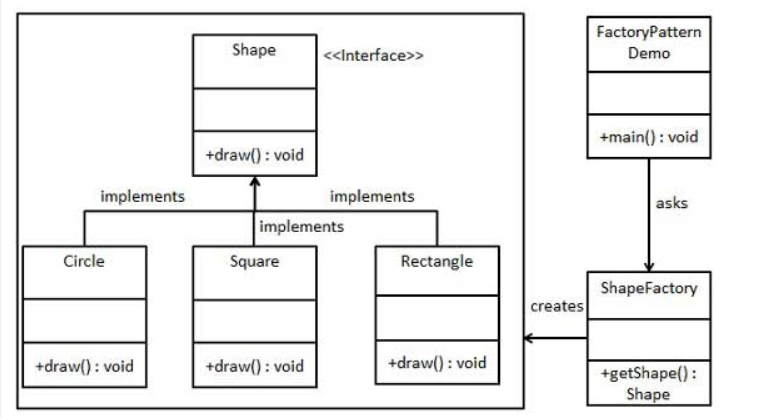 Shape
<<Interface>>
+draw() : void
implements
implements
implements
Circle
+draw() : void
Square
+draw() : void
Rectangle
+draw() : void
FactoryPattern
Demo
+main() : void
asks
ShapeFactory
+getShape() :
Shape
creates